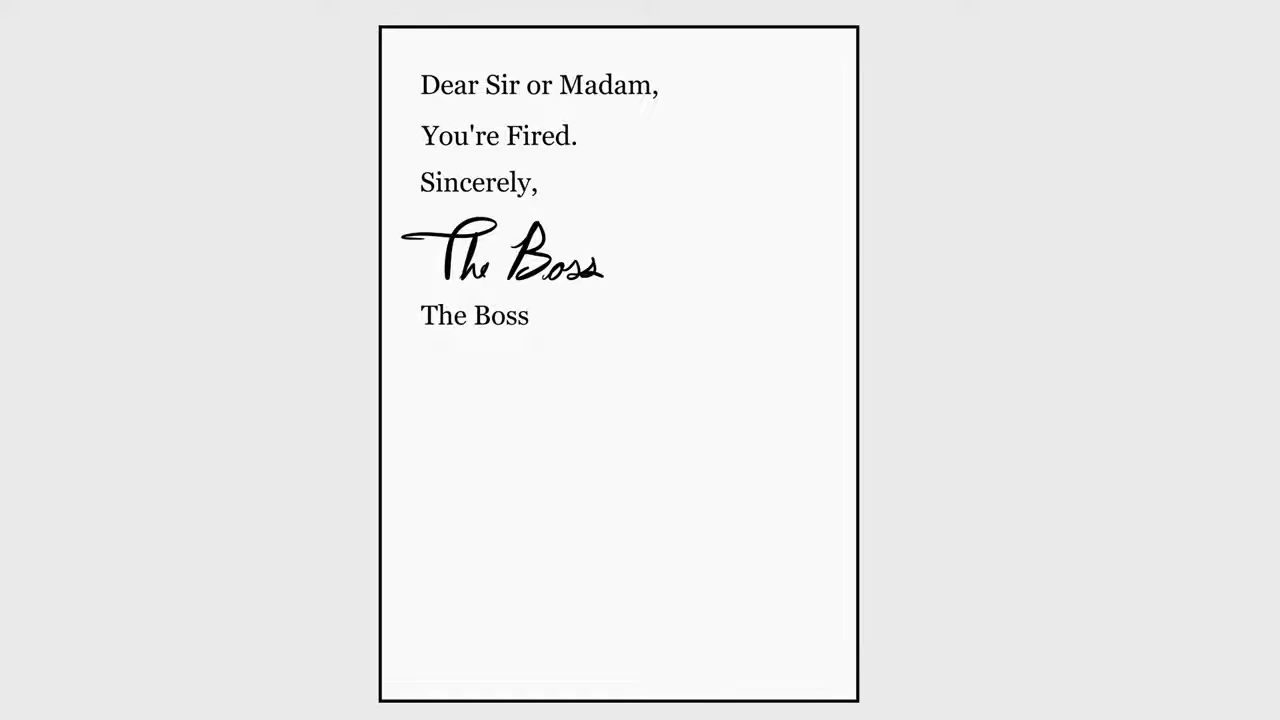 Dear Sir or Madam,
You're Fired.
Sincerely,
The Boss
The Boss